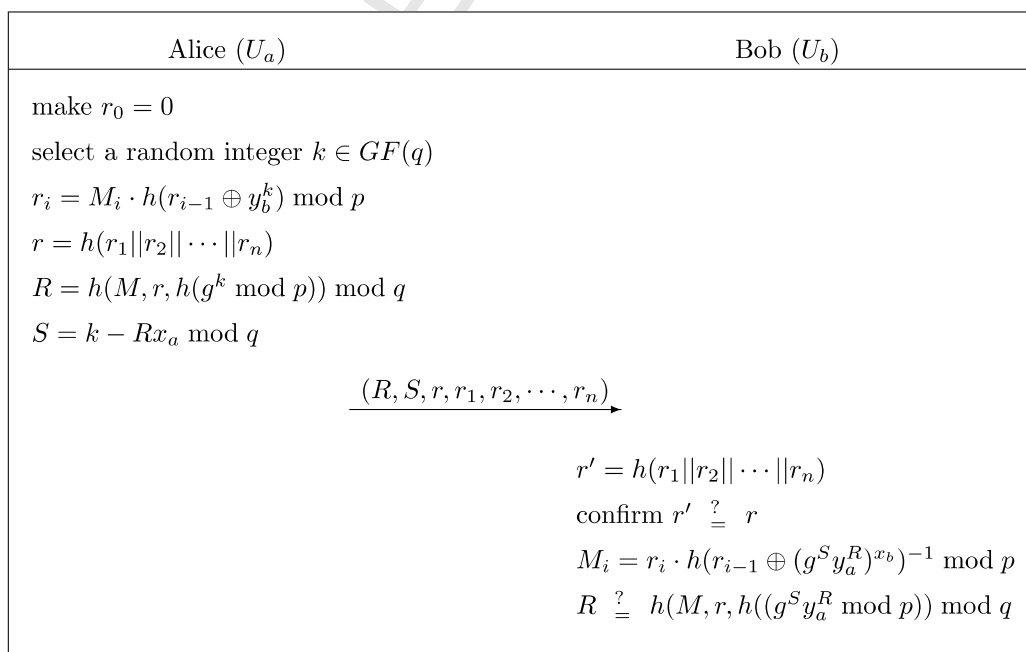 Alice (U_a) Bob (U_b)
make r_0 = 0
select a random integer k ∈ GF(q)
r_i = M_i · h(r_{i−1} ⊕ y_b^k) mod p
r = h(r_1||r_2|| · · · ||r_n)
R = h(M, r, h(g^k mod p)) mod q
S = k − Rx_a mod q
(R, S, r, r_1, r_2, · · · , r_n)
r′ = h(r_1||r_2|| · · · ||r_n)
confirm r′ ≟ r
M_i = r_i · h(r_{i−1} ⊕ (g^S y_a^R)^{x_b})^{−1} mod p
R ≟ h(M, r, h((g^S y_a^R mod p)) mod q